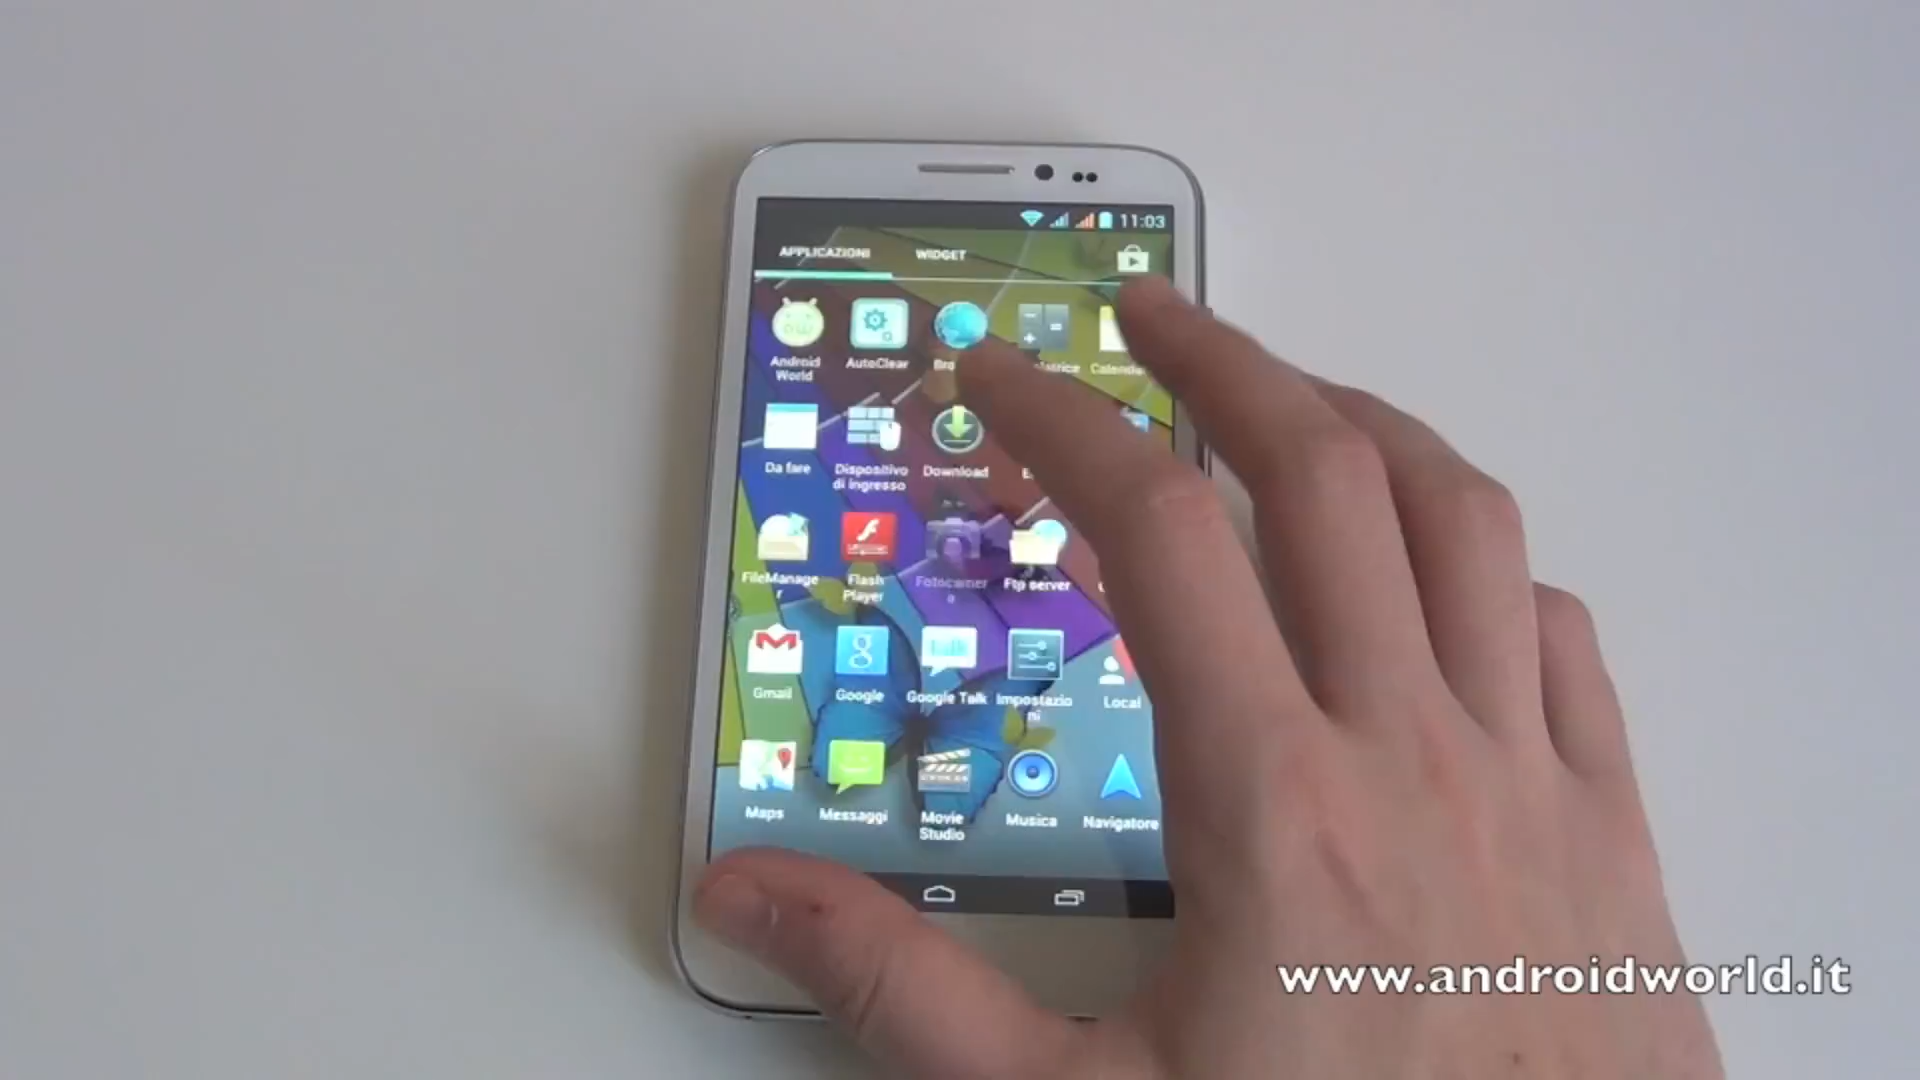 11:03
APPLICAZIONI WIDGET
Android
World
AutoClear
Da fare
Dispositivo
di ingresso
Download
FileManage
r
Flash
Player
Fotocamer
a
Ftp server
Gmail
Google
talk
Google Talk
Impostazio
ni
Local
Maps
Messaggi
Movie
Studio
Musica
Navigatore
www.androidworld.it